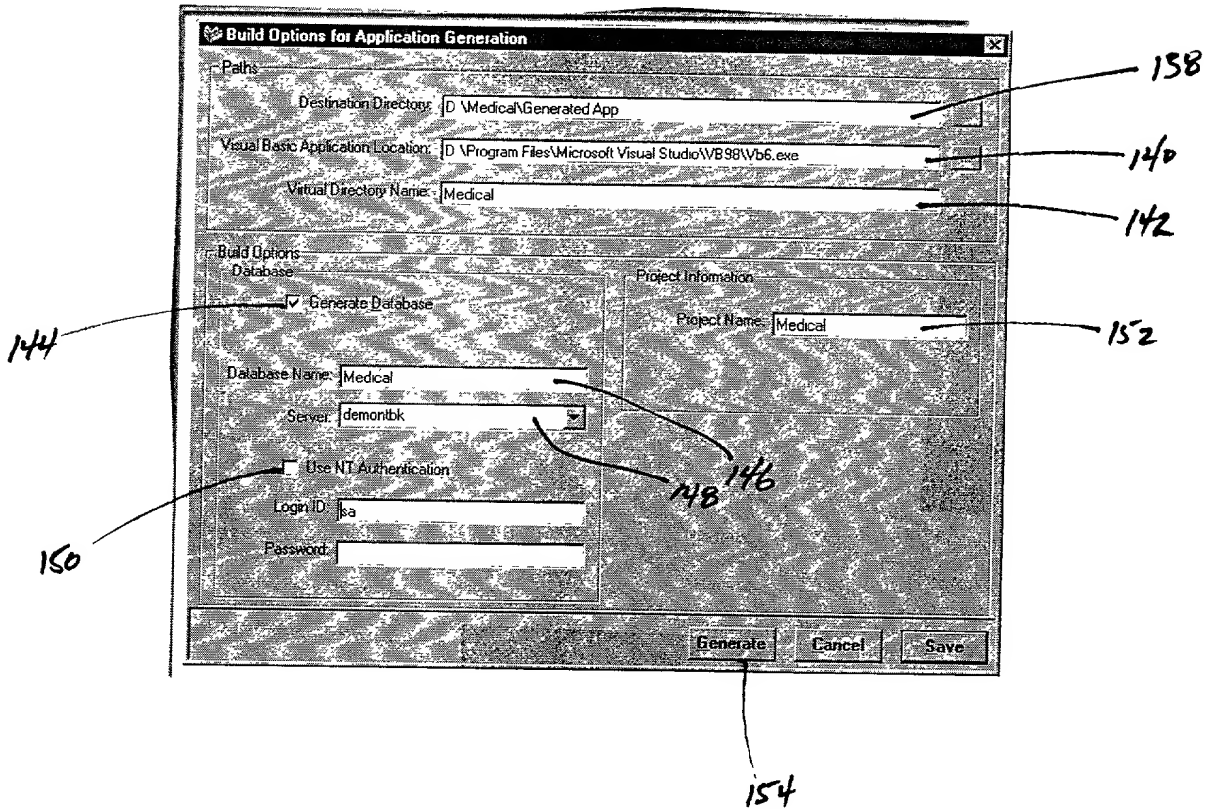 Build Options for Application Generation
Paths
Destination Directory: D:\Medical\Generated App
138
Visual Basic Application Location: D:\Program Files\Microsoft Visual Studio\VB98\Vb6.exe
140
Virtual Directory Name: Medical
142
Build Options
Database
Project Information
Generate Database
144
Project Name: Medical
152
Database Name: Medical
146
Server: demontbk
148
Use NT Authentication
150
Login ID: sa
Password:
Generate Cancel Save
154